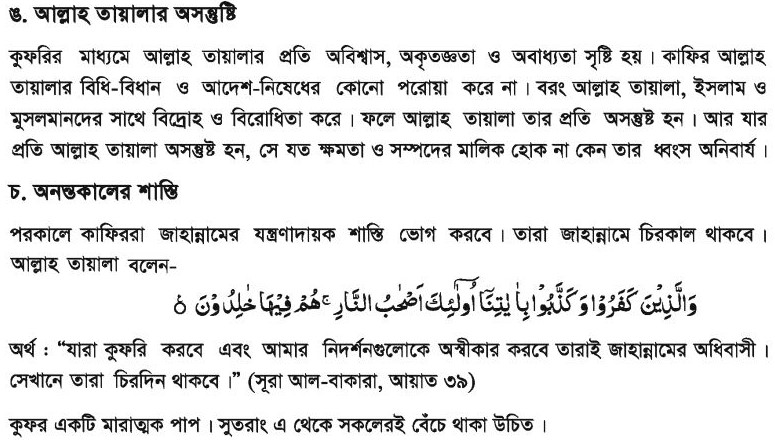 ঙ. আল্লাহ তায়ালার অসন্তুষ্টি
কুফরির মাধ্যমে আল্লাহ তায়ালার প্রতি অবিশ্বাস, অকৃতজ্ঞতা ও অবাধ্যতা সৃষ্টি হয়। কাফির আল্লাহ
তায়ালার বিধি-বিধান ও আদেশ-নিষেধের কোনো পরোয়া করে না। বরং আল্লাহ তায়ালা, ইসলাম ও
মুসলমানদের সাথে বিদ্রোহ ও বিরোধিতা করে। ফলে আল্লাহ তায়ালা তার প্রতি অসন্তুষ্ট হন। আর যার
প্রতি আল্লাহ তায়ালা অসন্তুষ্ট হন, সে যত ক্ষমতা ও সম্পদের মালিক হোক না কেন তার ধ্বংস অনিবার্য।
চ. অনন্তকালের শাস্তি
পরকালে কাফিররা জাহান্নামের যন্ত্রণাদায়ক শাস্তি ভোগ করবে। তারা জাহান্নামে চিরকাল থাকবে।
আল্লাহ তায়ালা বলেন-
وَالَّذِيْنَ كَفَرُوْا وَكَذَّبُوْا بِاٰيٰتِنَآ اُولٰٓئِكَ اَصْحٰبُ النَّارِ ۚ هُمْ فِيْهَا خٰلِدُوْنَ ٥
অর্থ : “যারা কুফরি করবে এবং আমার নিদর্শনগুলোকে অস্বীকার করবে তারাই জাহান্নামের অধিবাসী।
সেখানে তারা চিরদিন থাকবে।” (সূরা আল-বাকারা, আয়াত ৩৯)
কুফর একটি মারাত্মক পাপ। সুতরাং এ থেকে সকলেরই বেঁচে থাকা উচিত।